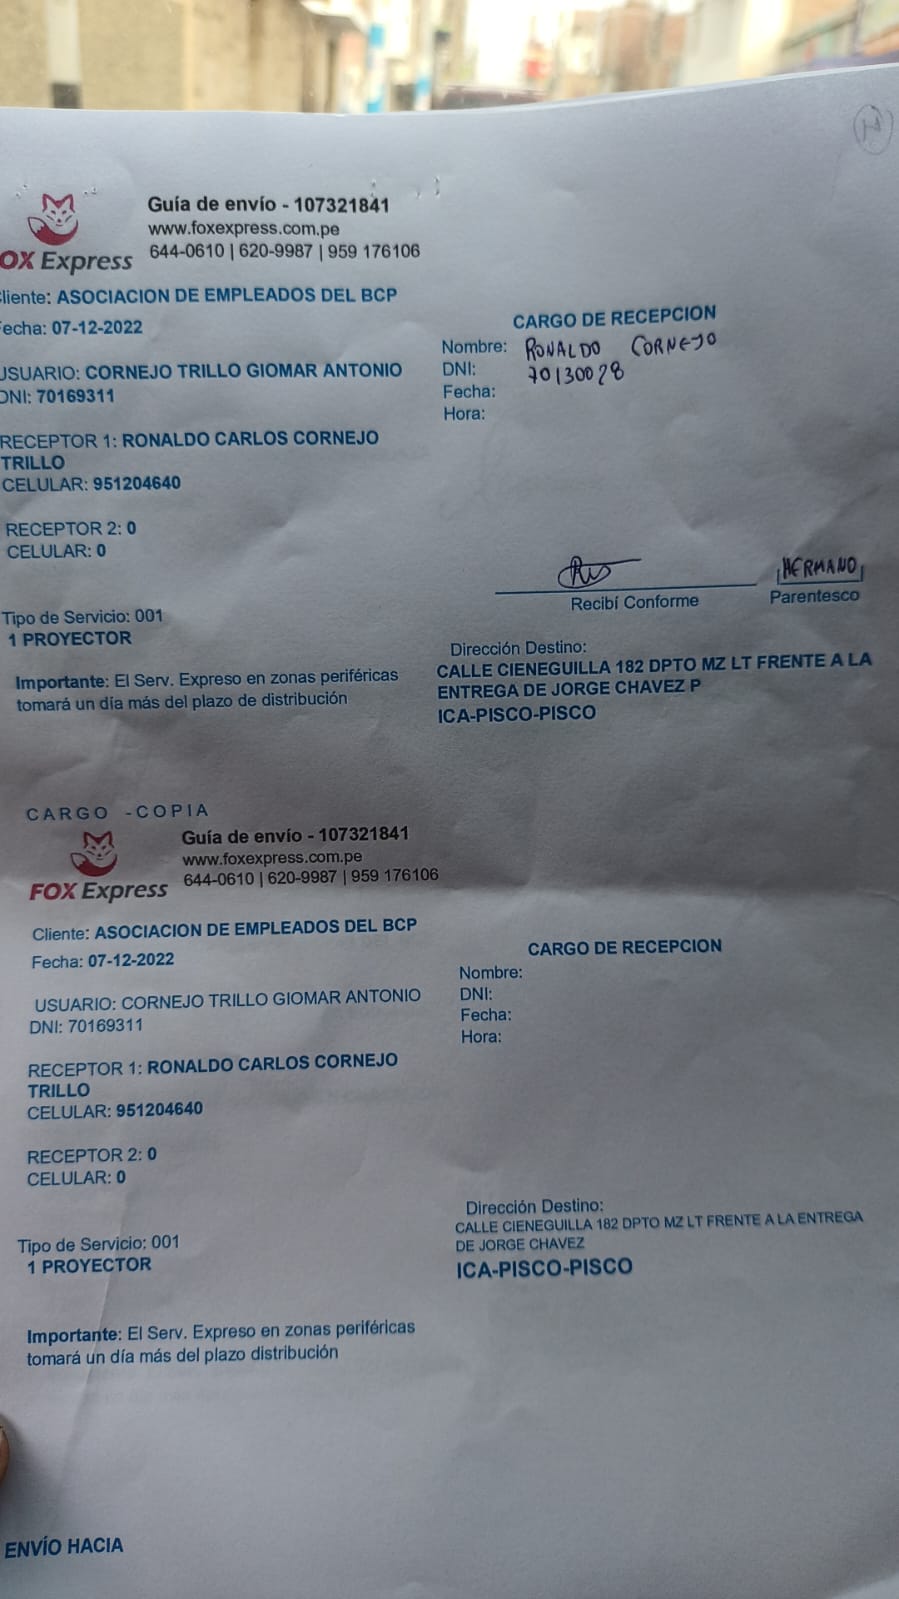 H
Guía de envío - 107321841
www.foxexpress.com.pe
644-0610 | 620-9987 | 959 176106
OX Express
Cliente: ASOCIACION DE EMPLEADOS DEL BCP
Fecha: 07-12-2022
USUARIO: CORNEJO TRILLO GIOMAR ANTONIO
DNI: 70169311
RECEPTOR 1: RONALDO CARLOS CORNEJO
TRILLO
CELULAR: 951204640
RECEPTOR 2: 0
CELULAR: 0
Tipo de Servicio: 001
1 PROYECTOR
Importante: El Serv. Expreso en zonas periféricas
tomará un día más del plazo de distribución
CARGO DE RECEPCION
Nombre: RONALDO CORNEJO
DNI: 70130028
Fecha:
Hora:
HERMANO
Recibí Conforme
Parentesco
Dirección Destino:
CALLE CIENEGUILLA 182 DPTO MZ LT FRENTE A LA
ENTREGA DE JORGE CHAVEZ P
ICA-PISCO-PISCO
CARGO -COPIA
Guía de envío - 107321841
www.foxexpress.com.pe
644-0610 | 620-9987 | 959 176106
FOX Express
Cliente: ASOCIACION DE EMPLEADOS DEL BCP
Fecha: 07-12-2022
USUARIO: CORNEJO TRILLO GIOMAR ANTONIO
DNI: 70169311
RECEPTOR 1: RONALDO CARLOS CORNEJO
TRILLO
CELULAR: 951204640
RECEPTOR 2: 0
CELULAR: 0
Tipo de Servicio: 001
1 PROYECTOR
Importante: El Serv. Expreso en zonas periféricas
tomará un día más del plazo distribución
CARGO DE RECEPCION
Nombre:
DNI:
Fecha:
Hora:
Dirección Destino:
CALLE CIENEGUILLA 182 DPTO MZ LT FRENTE A LA ENTREGA
DE JORGE CHAVEZ
ICA-PISCO-PISCO
ENVÍO HACIA